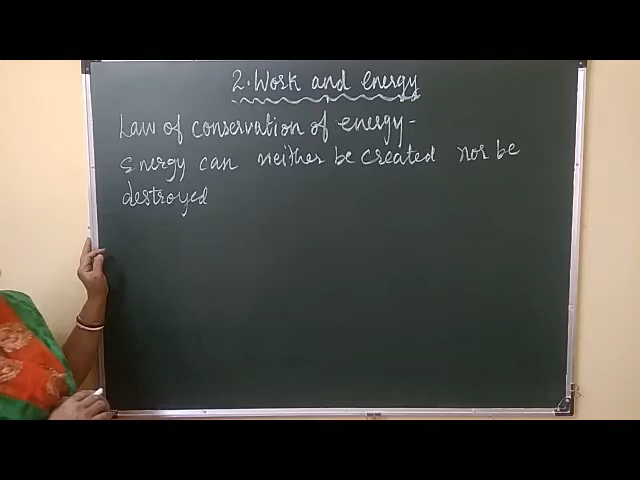 2. Work and Energy
Law of conservation of energy -
Energy can neither be created nor be
destroyed